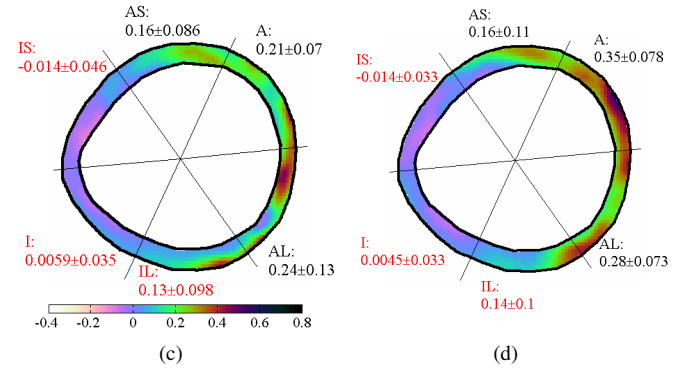 AS:
0.16±0.086
A:
0.21±0.07
IS:
-0.014±0.046
I:
0.0059±0.035
IL:
0.13±0.098
AL:
0.24±0.13
-0.4 -0.2 0 0.2 0.4 0.6 0.8
(c)
AS:
0.16±0.11
A:
0.35±0.078
IS:
-0.014±0.033
I:
0.0045±0.033
IL:
0.14±0.1
AL:
0.28±0.073
(d)